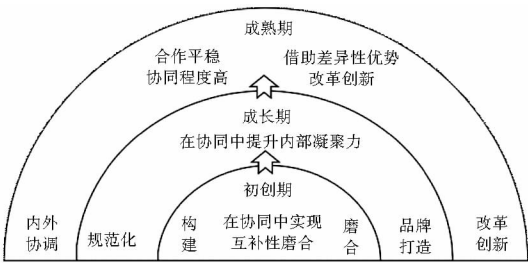 成熟期
合作平稳
协同程度高
借助差异性优势
改革创新
成长期
在协同中提升内部凝聚力
初创期
内外
协调
规范化
构
建
在协同中实现
互补性磨合
磨
合
品牌
打造
改革
创新